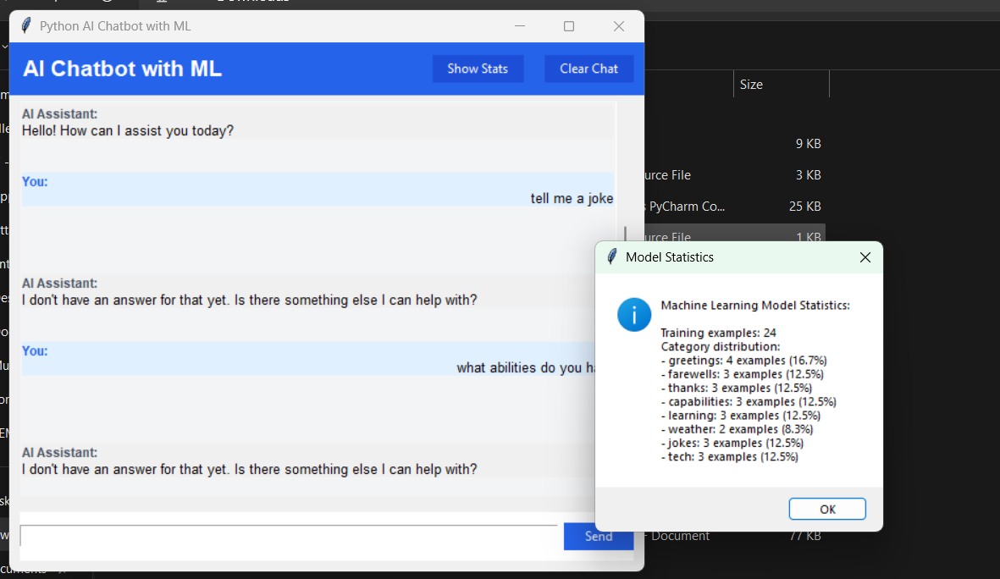 Python AI Chatbot with ML
AI Chatbot with ML
Show Stats
Clear Chat
Size
AI Assistant:
Hello! How can I assist you today?
9 KB
You:
urce File
3 KB
tell me a joke
PyCharm Co...
25 KB
urce File
1 KB
Model Statistics
AI Assistant:
I don't have an answer for that yet. Is there something else I can help with?
Machine Learning Model Statistics:
Training examples: 24
Category distribution:
- greetings: 4 examples (16.7%)
- farewells: 3 examples (12.5%)
- thanks: 3 examples (12.5%)
- capabilities: 3 examples (12.5%)
- learning: 3 examples (12.5%)
- weather: 2 examples (8.3%)
- jokes: 3 examples (12.5%)
- tech: 3 examples (12.5%)
OK
You:
what abilities do you ha
AI Assistant:
I don't have an answer for that yet. Is there something else I can help with?
Send
- Document
77 KB